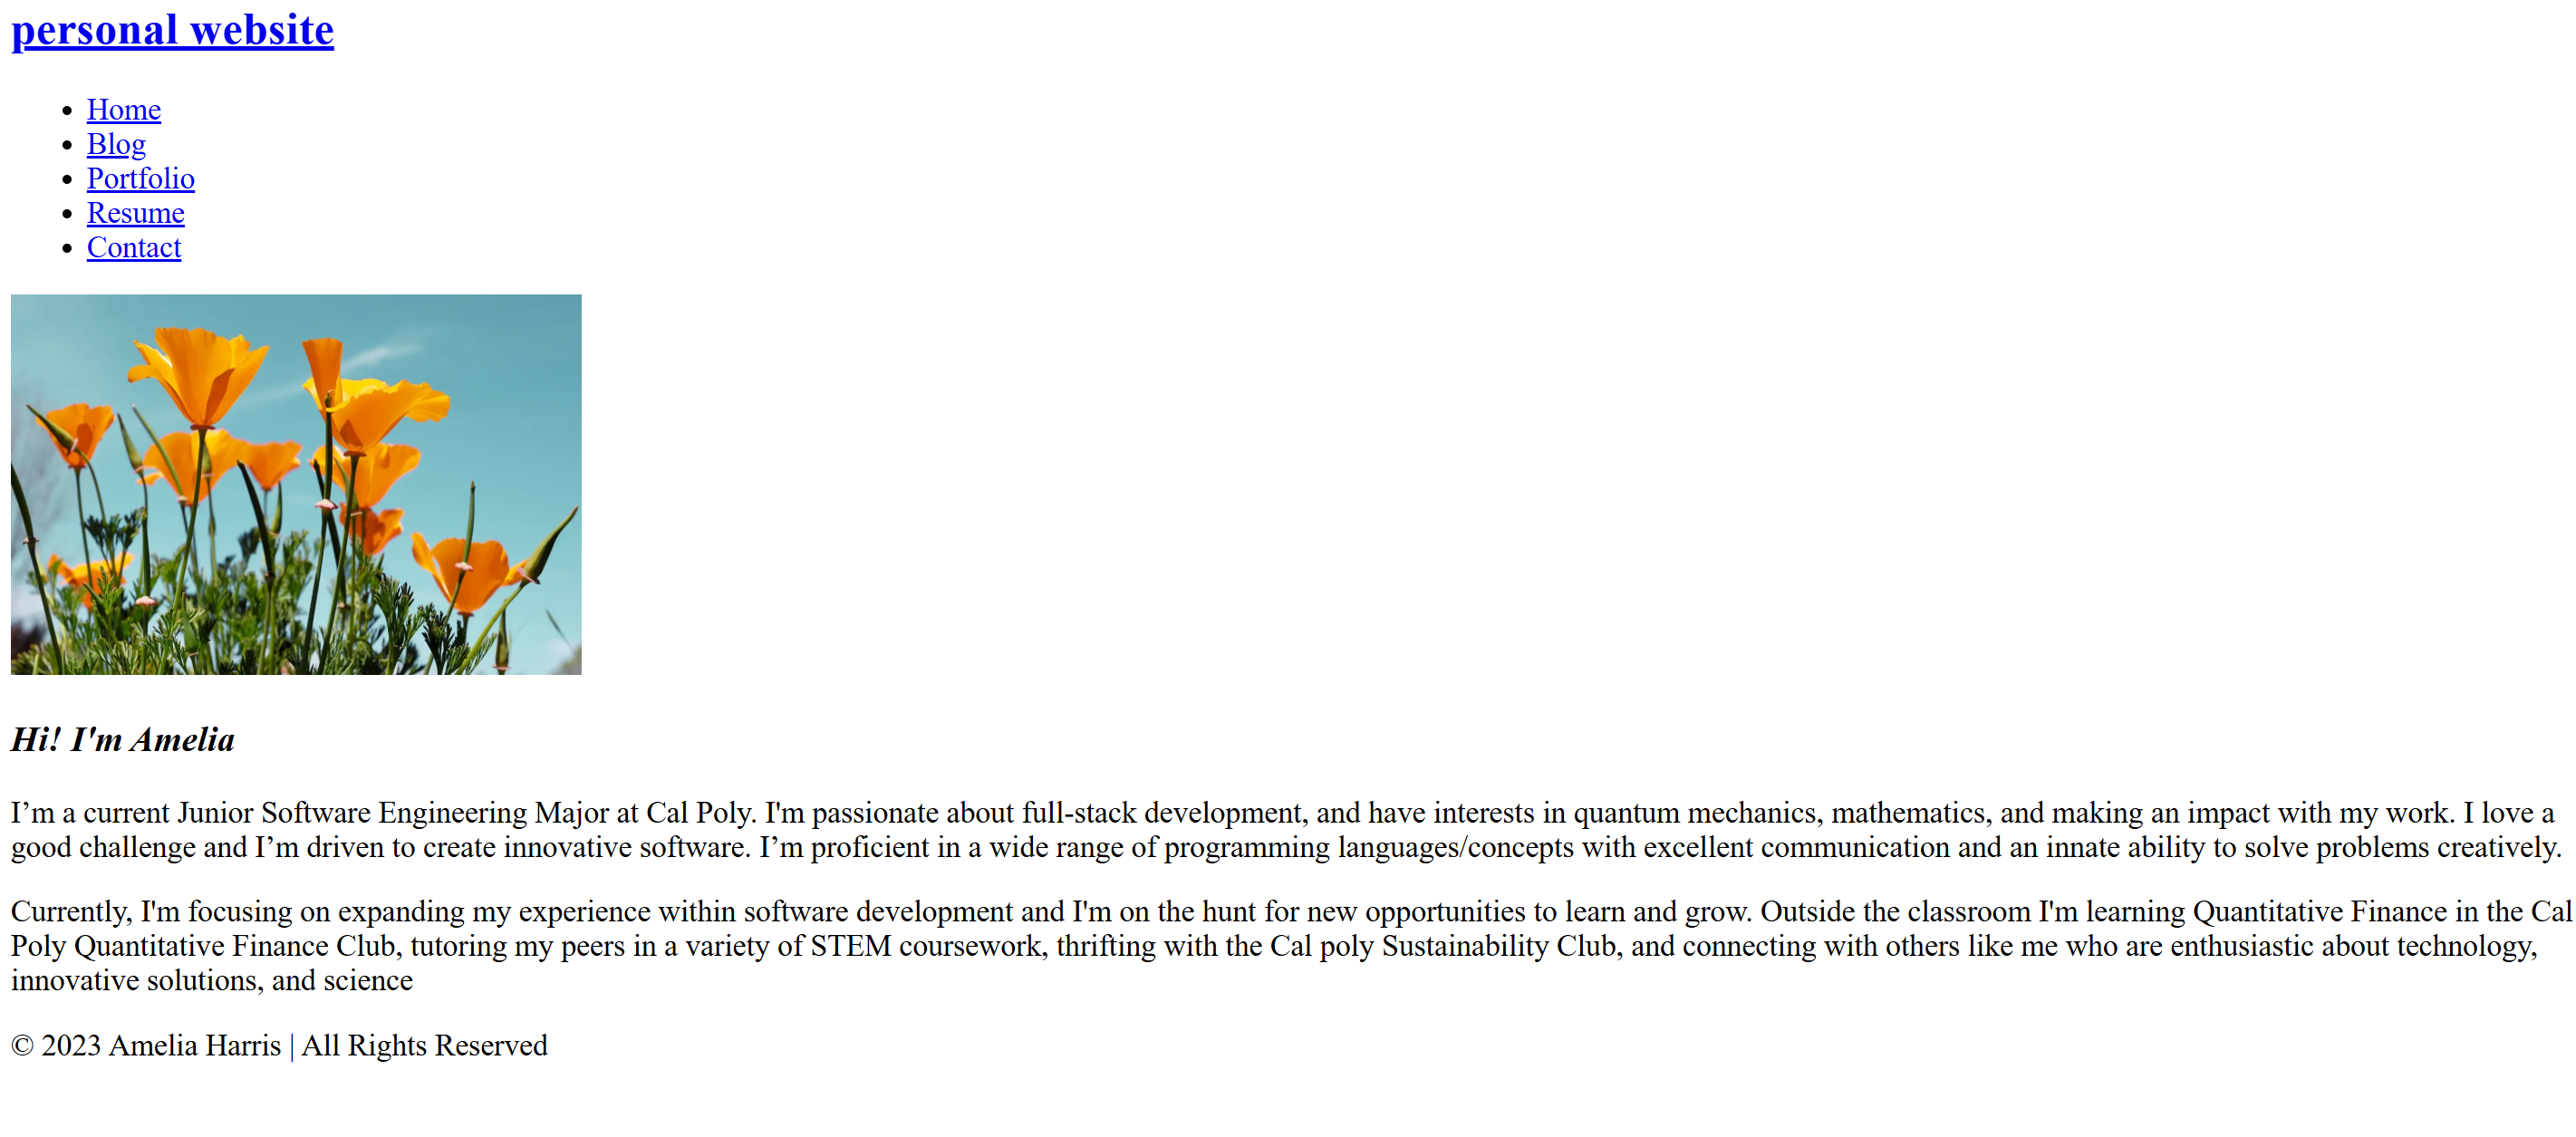 personal website
Home
Blog
Portfolio
Resume
Contact
Hi! I'm Amelia
I’m a current Junior Software Engineering Major at Cal Poly. I'm passionate about full-stack development, and have interests in quantum mechanics, mathematics, and making an impact with my work. I love a
good challenge and I’m driven to create innovative software. I’m proficient in a wide range of programming languages/concepts with excellent communication and an innate ability to solve problems creatively.
Currently, I'm focusing on expanding my experience within software development and I'm on the hunt for new opportunities to learn and grow. Outside the classroom I'm learning Quantitative Finance in the Cal
Poly Quantitative Finance Club, tutoring my peers in a variety of STEM coursework, thrifting with the Cal poly Sustainability Club, and connecting with others like me who are enthusiastic about technology,
innovative solutions, and science
© 2023 Amelia Harris | All Rights Reserved